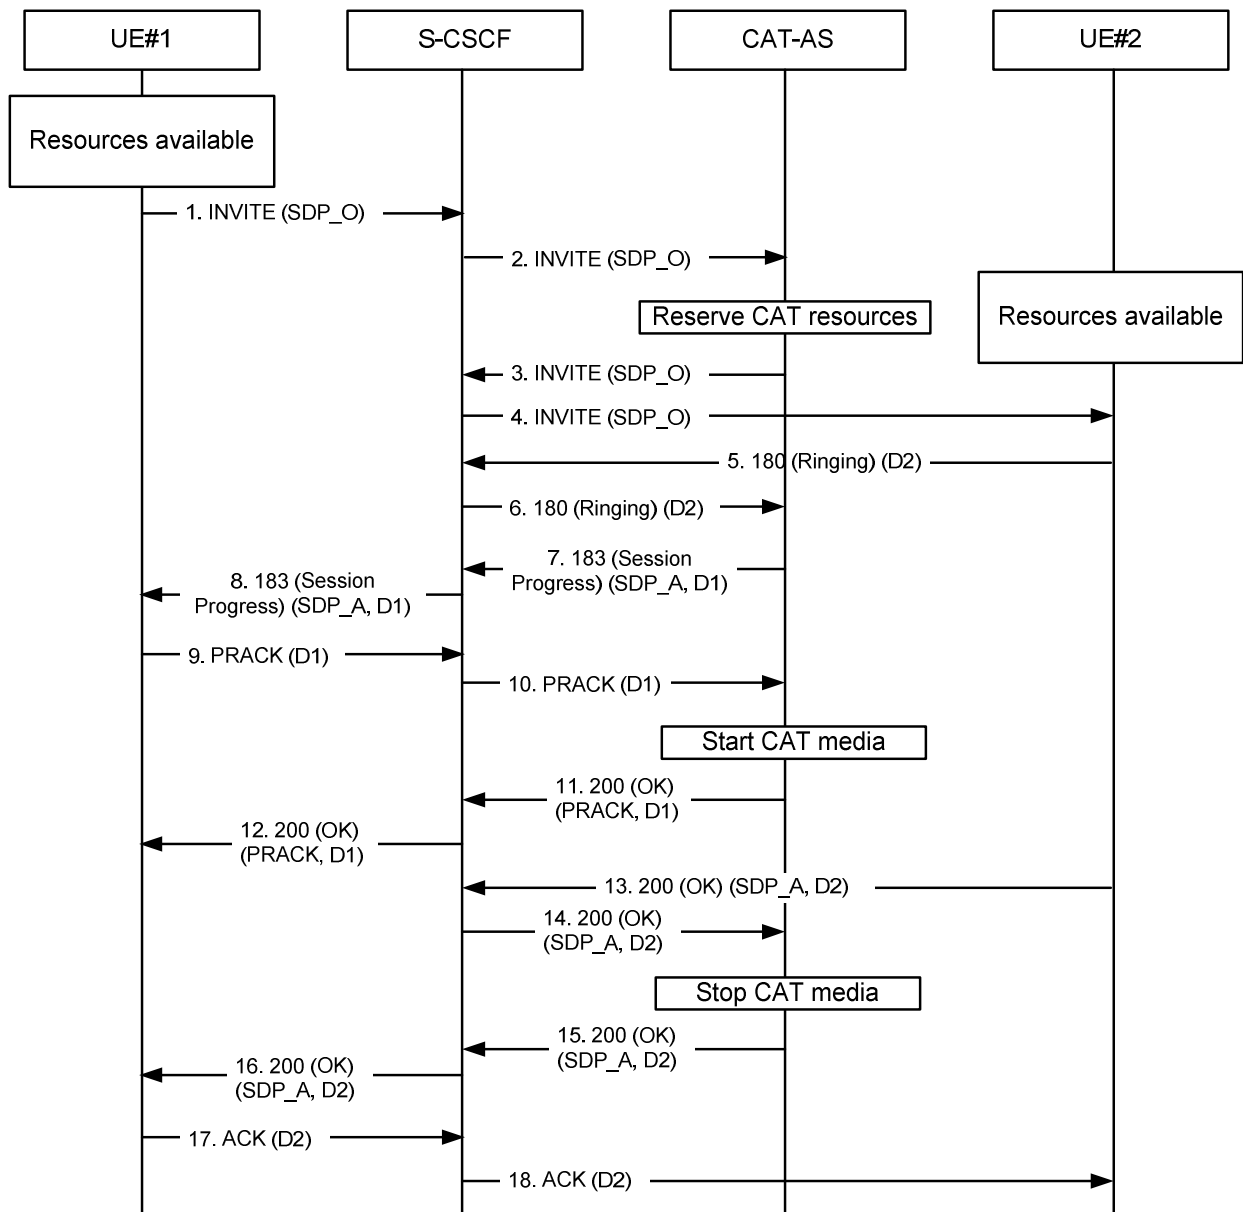 UE#1
S-CSCF
CAT-AS
UE#2
Resources available
1. INVITE (SDP_O)
2. INVITE (SDP_O)
Reserve CAT resources
Resources available
3. INVITE (SDP_O)
4. INVITE (SDP_O)
5. 180 (Ringing) (D2)
6. 180 (Ringing) (D2)
7. 183 (Session
Progress) (SDP_A, D1)
8. 183 (Session
Progress) (SDP_A, D1)
9. PRACK (D1)
10. PRACK (D1)
Start CAT media
11. 200 (OK)
(PRACK, D1)
12. 200 (OK)
(PRACK, D1)
13. 200 (OK) (SDP_A, D2)
14. 200 (OK)
(SDP_A, D2)
Stop CAT media
15. 200 (OK)
(SDP_A, D2)
16. 200 (OK)
(SDP_A, D2)
17. ACK (D2)
18. ACK (D2)